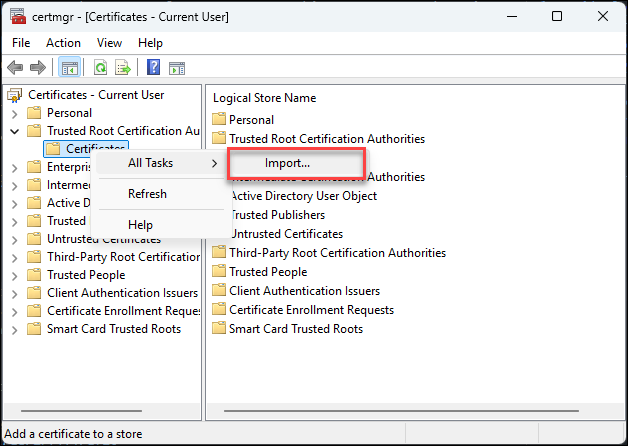 certmgr - [Certificates - Current User]
File Action View Help
Certificates - Current User
Personal
Trusted Root Certification Au
Certificates
Enterpris
Intermed
Active D
Trusted
Untrusted Certificates
Third-Party Root Certification
Trusted People
Client Authentication Issuers
Certificate Enrollment Reques
Smart Card Trusted Roots
All Tasks
Import...
Refresh
Help
Logical Store Name
Personal
Trusted Root Certification Authorities
Intermediate Certification Authorities
Active Directory User Object
Trusted Publishers
Untrusted Certificates
Third-Party Root Certification Authorities
Trusted People
Client Authentication Issuers
Certificate Enrollment Requests
Smart Card Trusted Roots
Add a certificate to a store